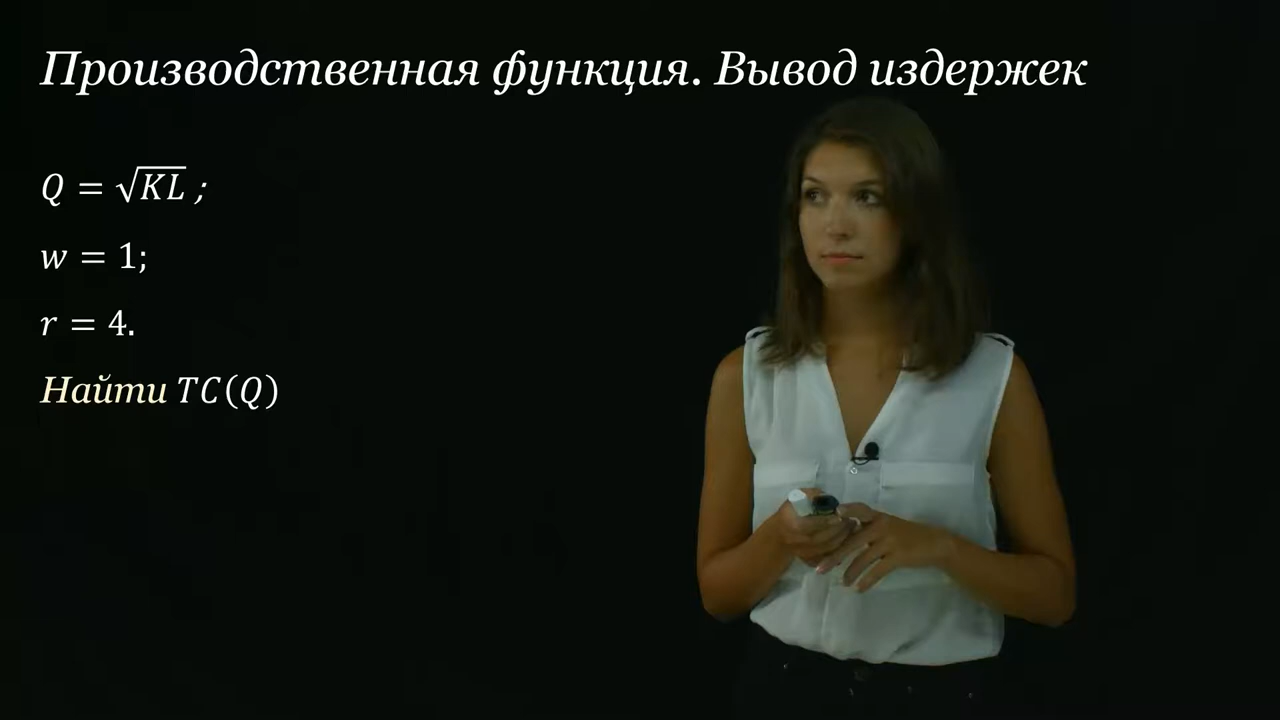 Производственная функция. Вывод издержек
Q = √KL ;
w = 1;
r = 4.
Найти TC(Q)